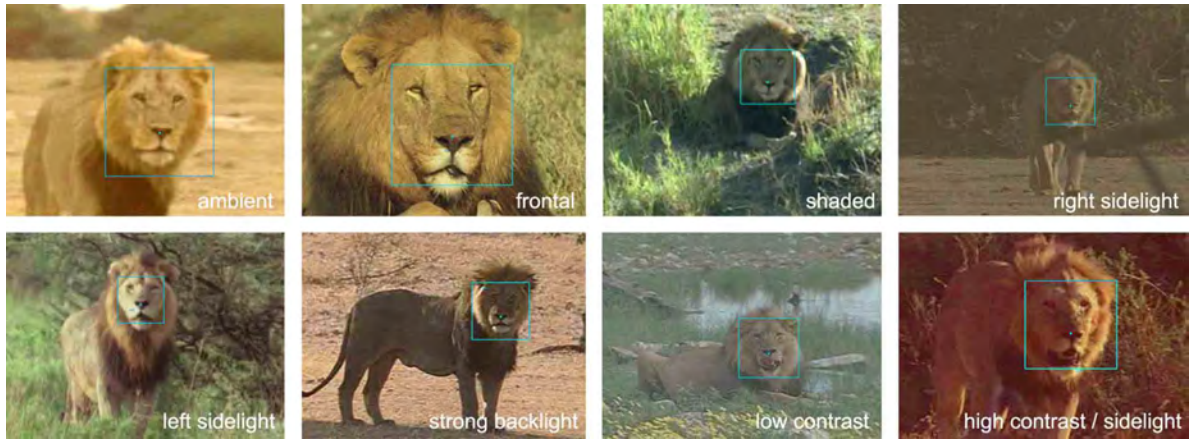 ambient
frontal
shaded
right sidelight
left sidelight
strong backlight
low contrast
high contrast / sidelight